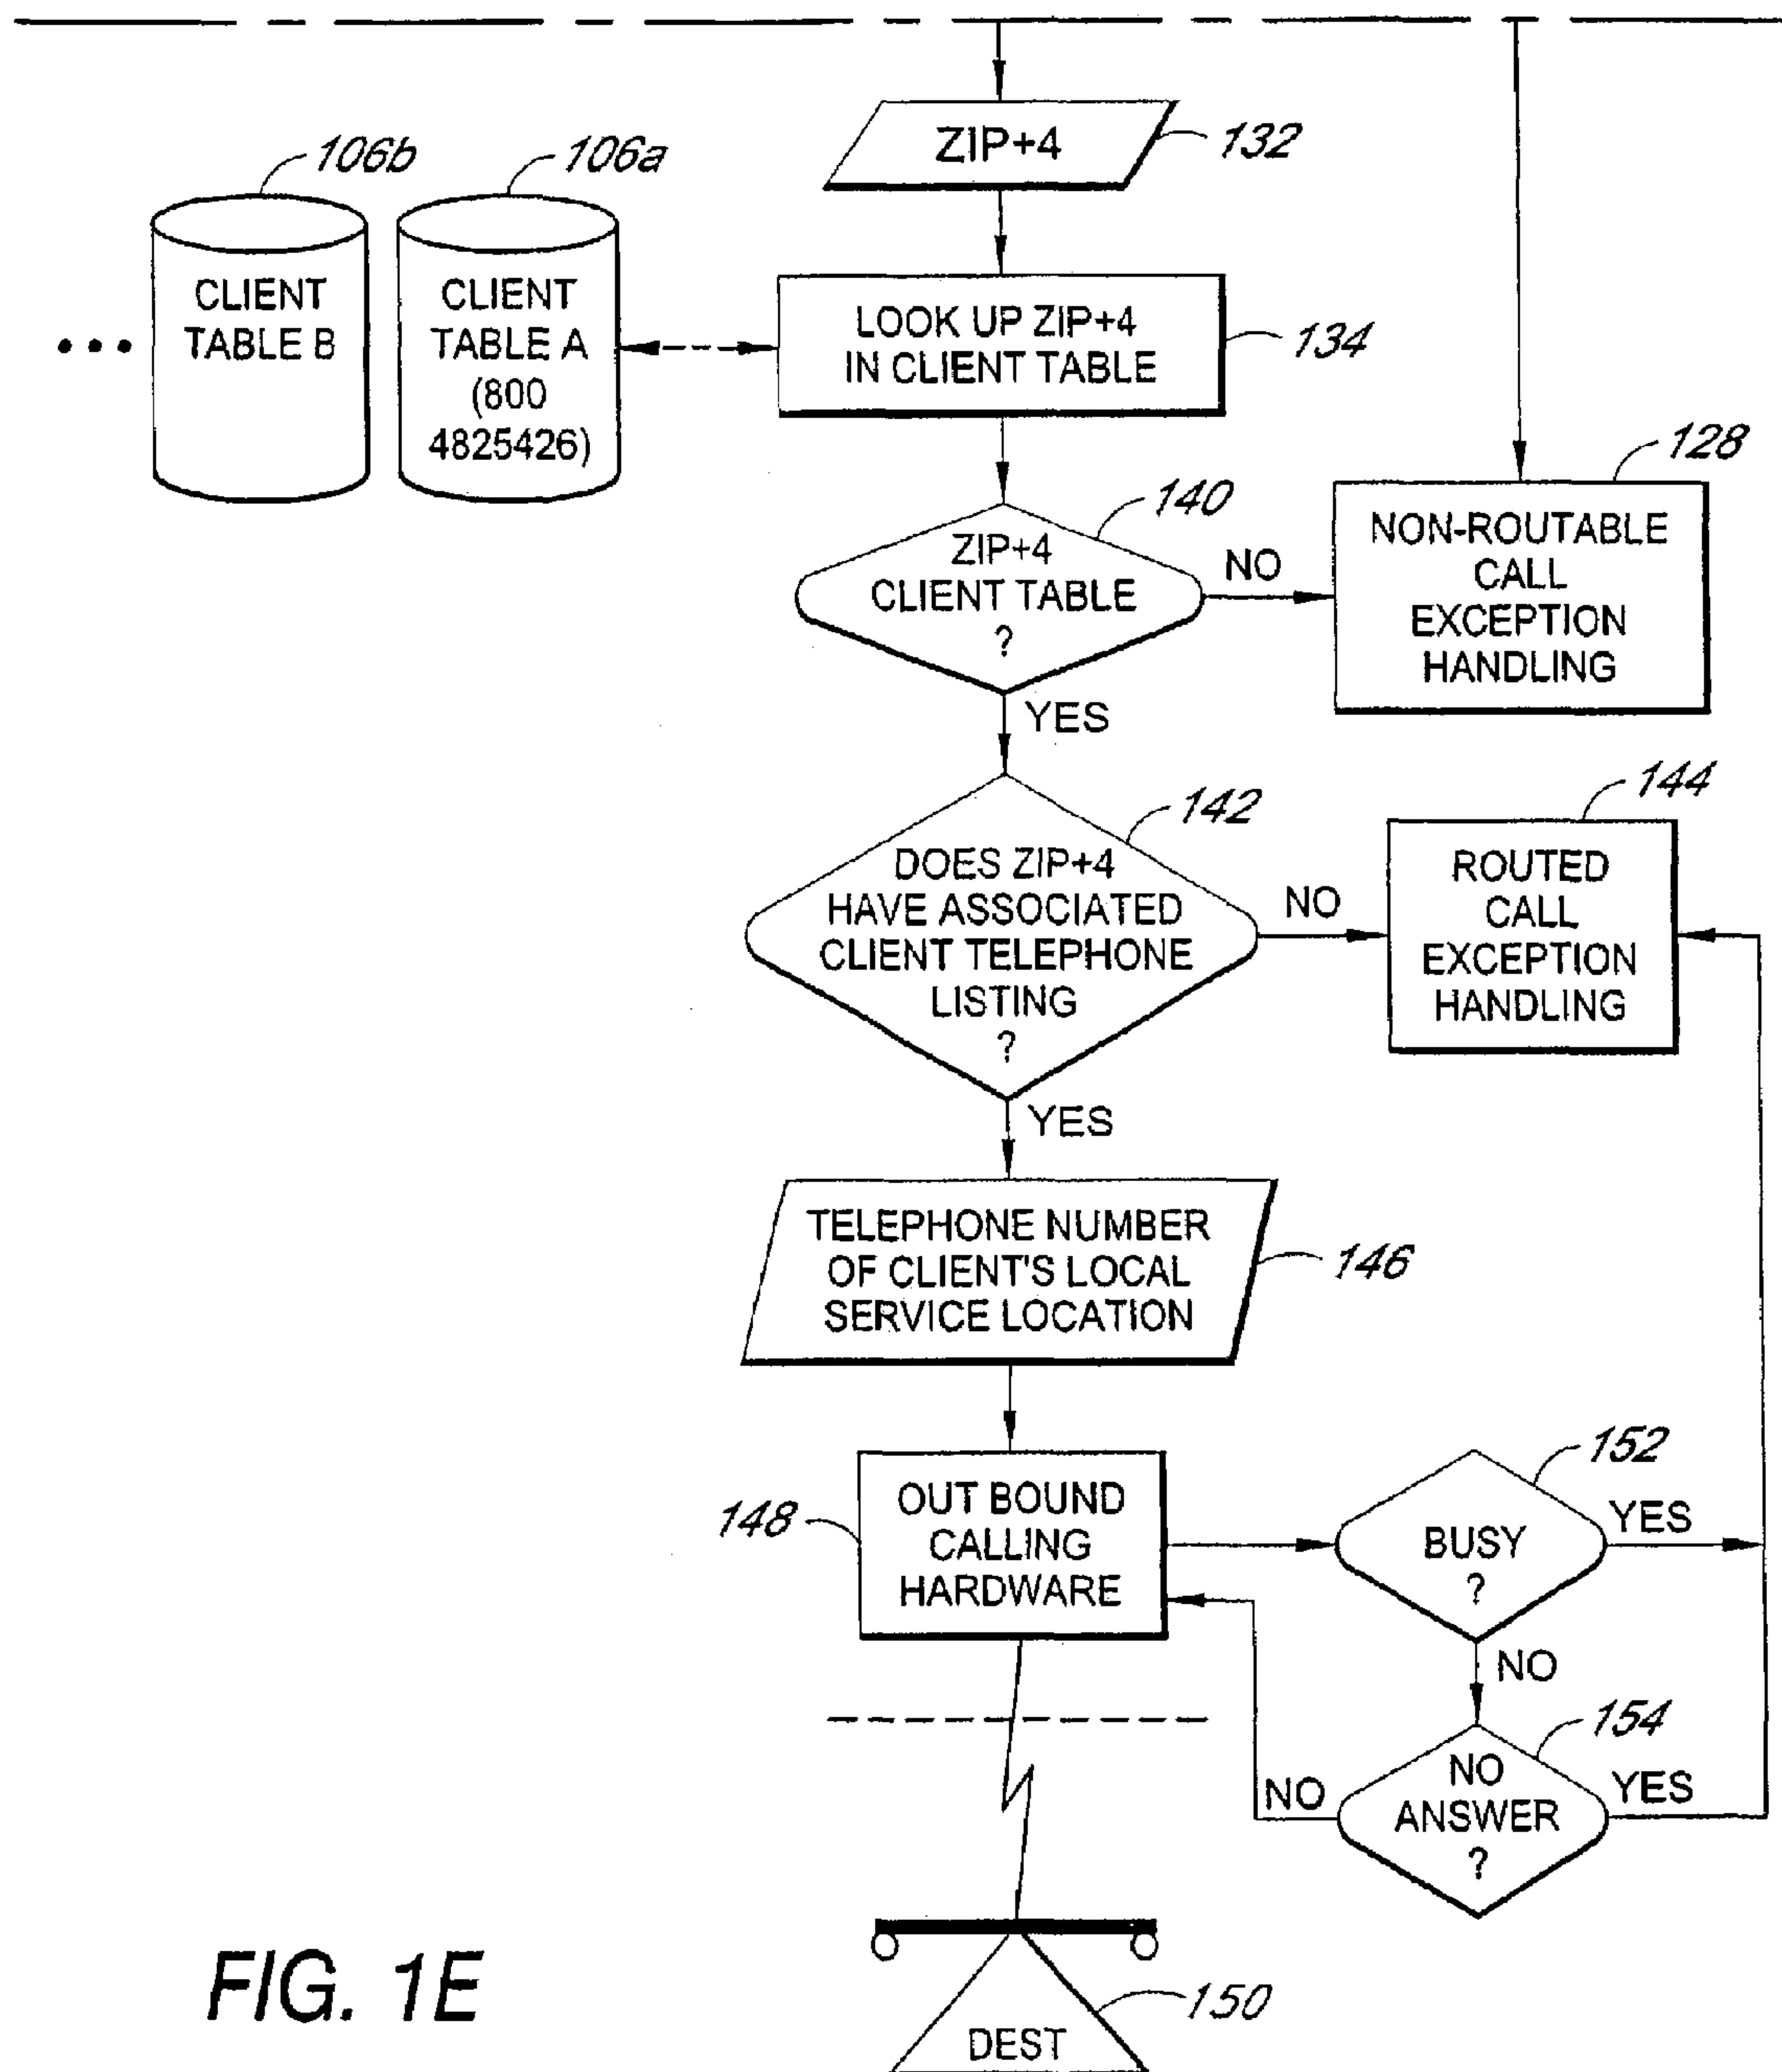 ZIP+4
132
106b
106a
CLIENT
TABLE B
CLIENT
TABLE A
(800
4825426)
• • •
LOOK UP ZIP+4
IN CLIENT TABLE
134
140
ZIP+4
CLIENT TABLE
?
NO
128
NON-ROUTABLE
CALL
EXCEPTION
HANDLING
YES
142
DOES ZIP+4
HAVE ASSOCIATED
CLIENT TELEPHONE
LISTING
?
NO
144
ROUTED
CALL
EXCEPTION
HANDLING
YES
TELEPHONE NUMBER
OF CLIENT'S LOCAL
SERVICE LOCATION
146
148
OUT BOUND
CALLING
HARDWARE
152
BUSY
?
YES
NO
154
NO
ANSWER
?
NO
YES
150
DEST
FIG. 1E